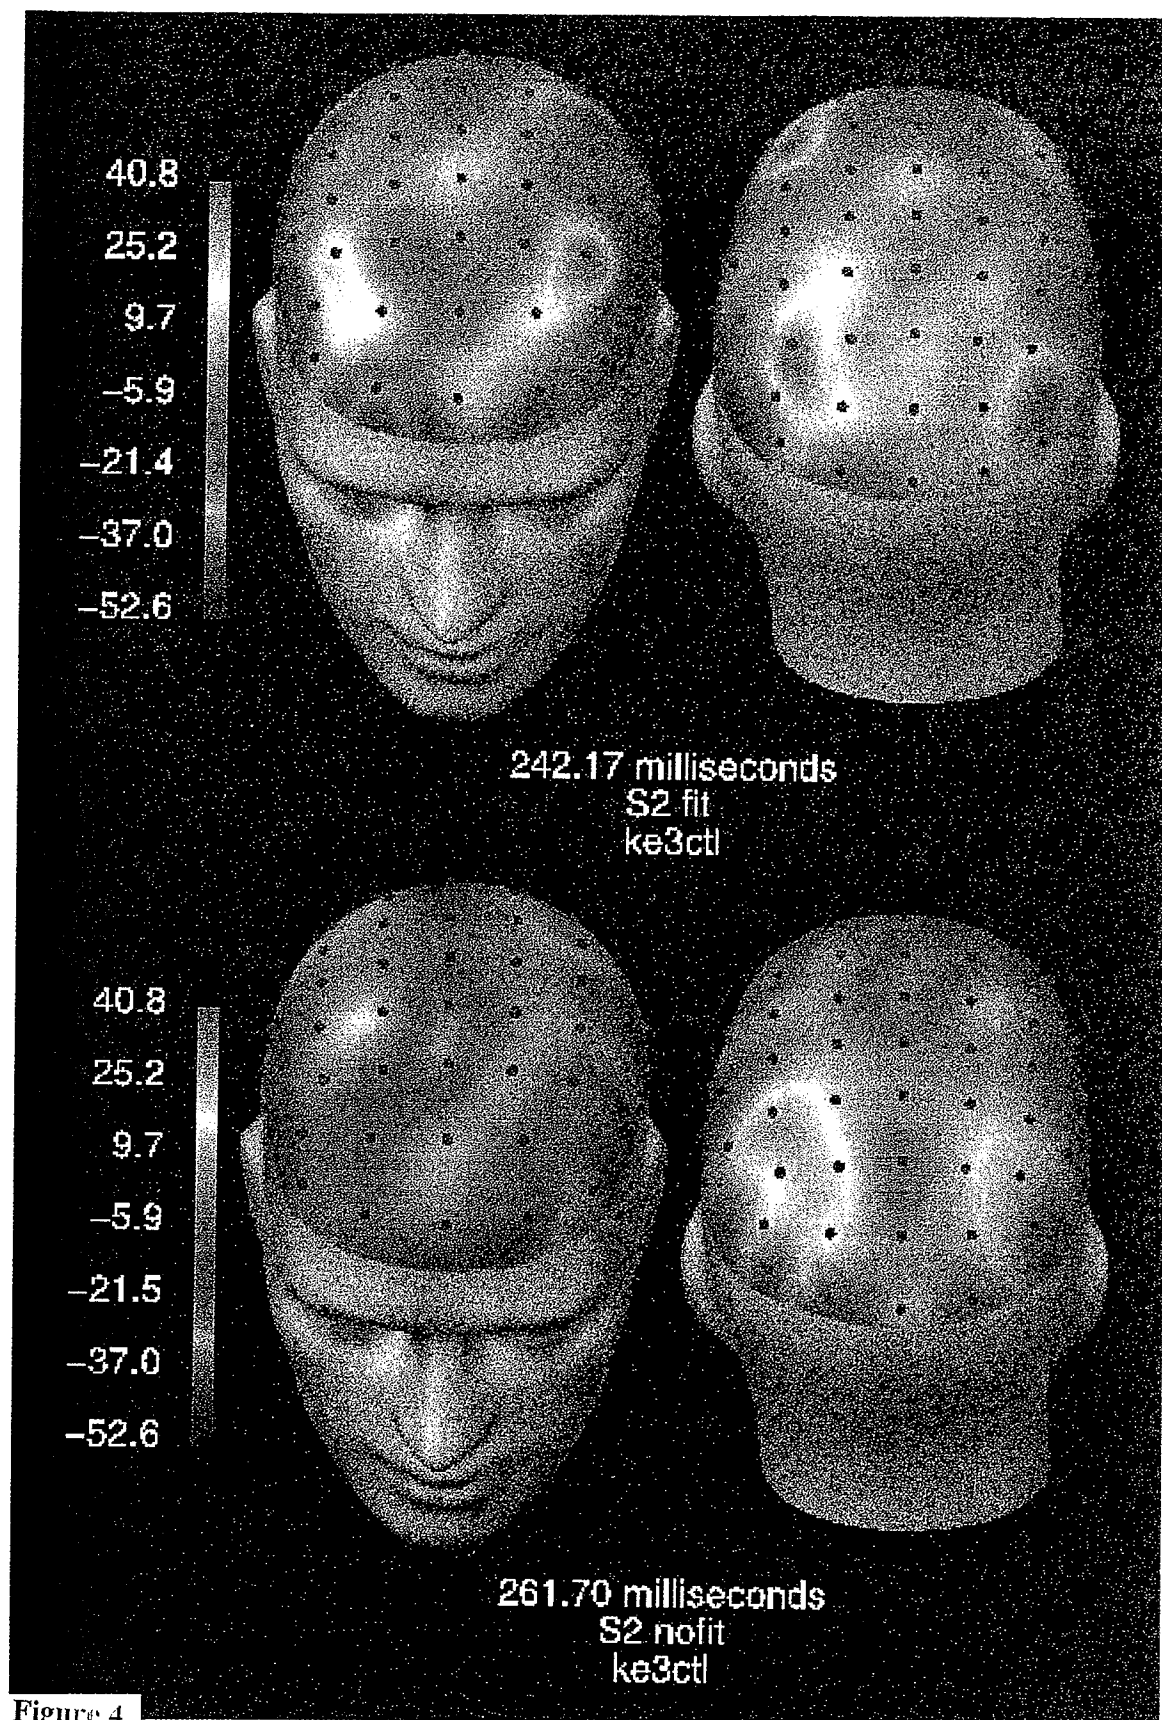 40.8
25.2
9.7
−5.9
−21.4
−37.0
−52.6
242.17 milliseconds
S2 fit
ke3ctl
40.8
25.2
9.7
−5.9
−21.5
−37.0
−52.6
261.70 milliseconds
S2 nofit
ke3ctl
Figure 4